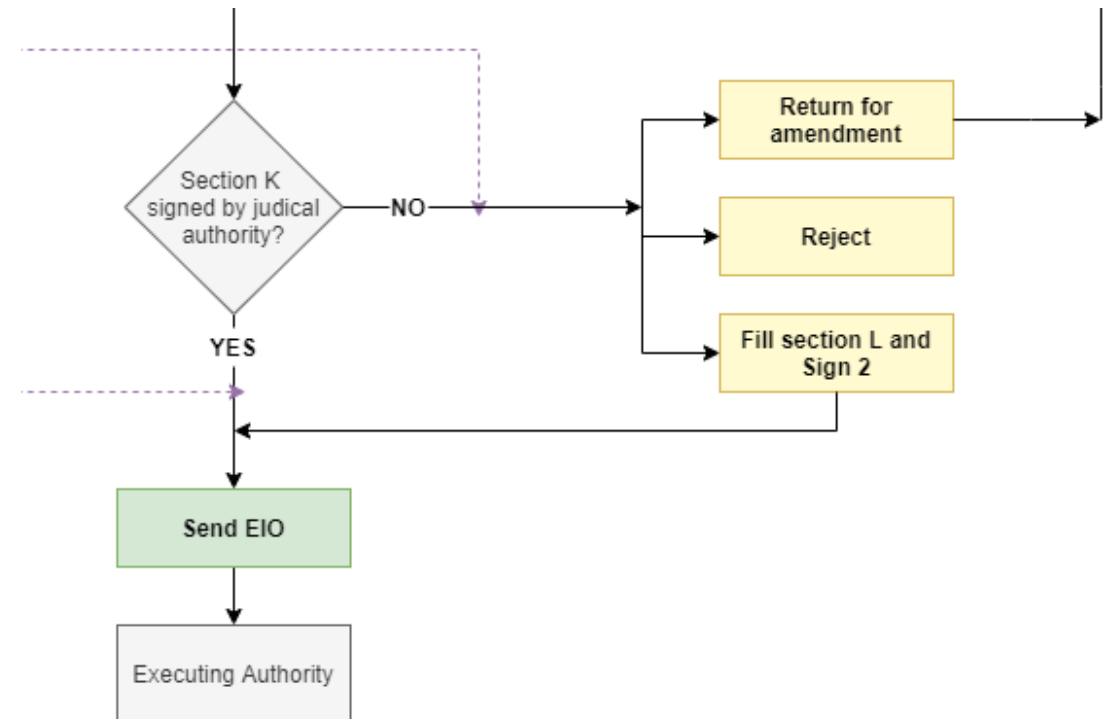 Return for
amendment
Section K
signed by judical
authority?
NO
Reject
YES
Fill section L and
Sign 2
Send EIO
Executing Authority